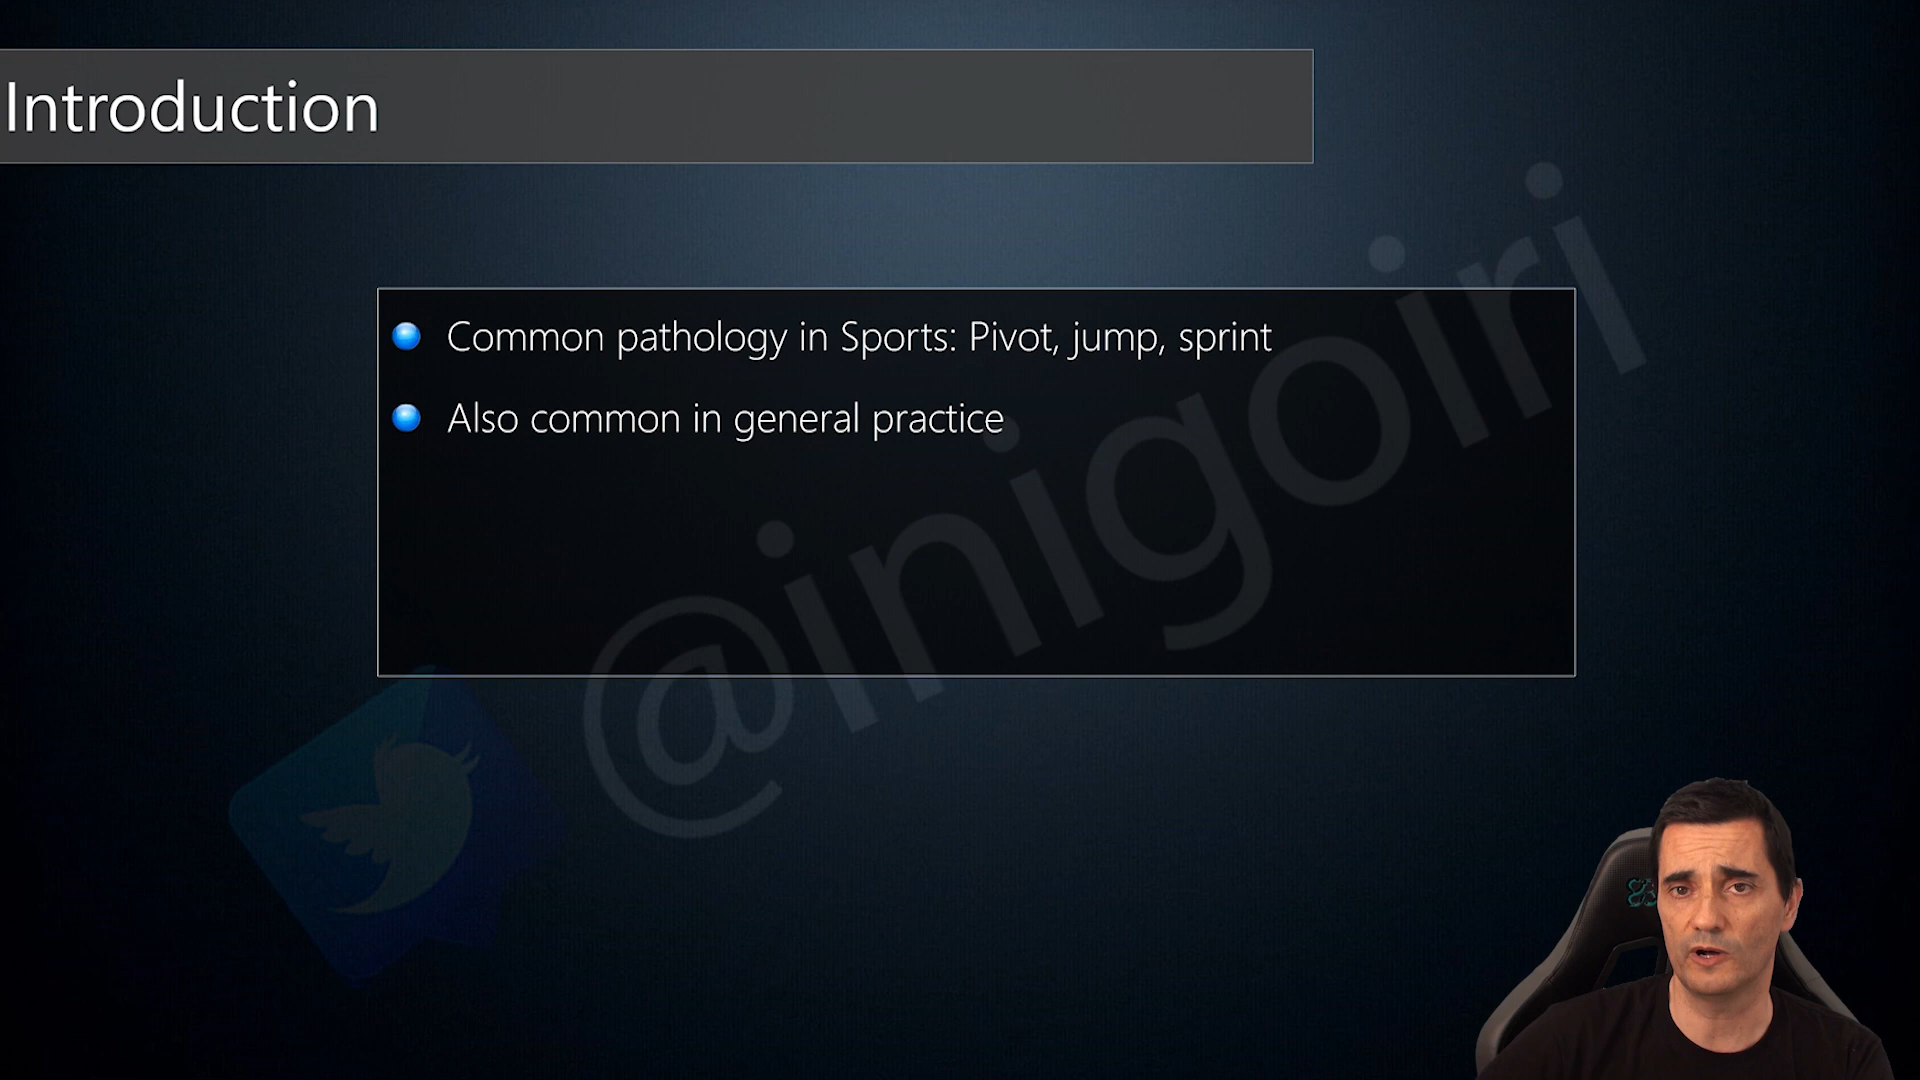 Introduction
Common pathology in Sports: Pivot, jump, sprint
Also common in general practice
@inigoiri